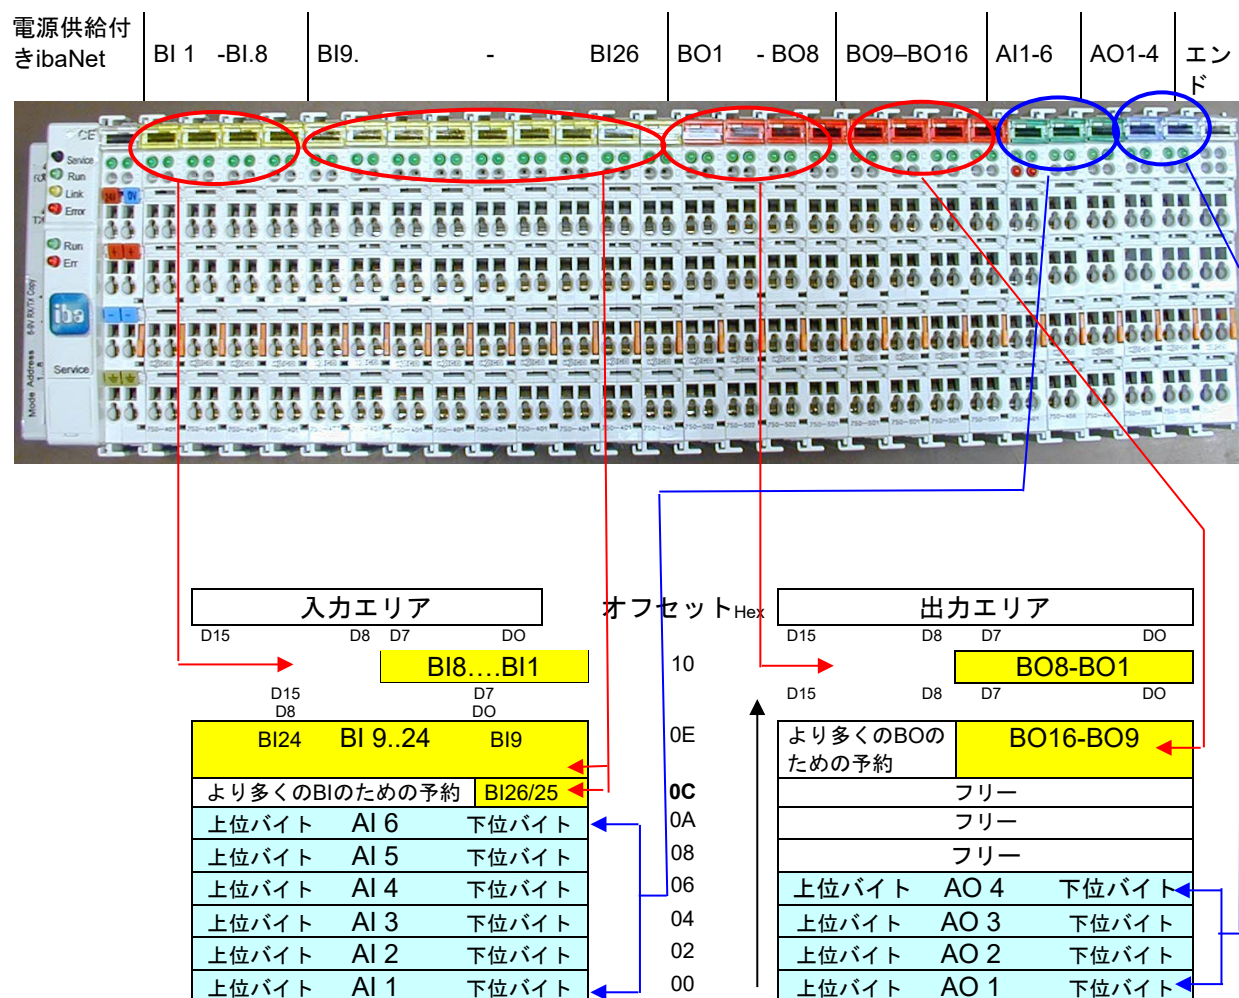 電源供給付
きibaNet
BI 1 -BI.8
BI9. - BI26
BO1 - BO8
BO9–BO16
AI1-6
AO1-4
エン
ド
CE
Service
Run
Link
Error
Run
Err
iba
Service
Mode Address
入力エリア
オフセットHex
出力エリア
D15 D8 D7 DO
D15 D8 D7 DO
BI8....BI1
10
BO8-BO1
D15 D7
D8 DO
D15 D8 D7 DO
BI24 BI 9..24 BI9
0E
より多くのBOの
ための予約
BO16-BO9
より多くのBIのための予約 BI26/25
0C
フリー
上位バイト AI 6 下位バイト
0A
フリー
上位バイト AI 5 下位バイト
08
フリー
上位バイト AI 4 下位バイト
06
上位バイト AO 4 下位バイト
上位バイト AI 3 下位バイト
04
上位バイト AO 3 下位バイト
上位バイト AI 2 下位バイト
02
上位バイト AO 2 下位バイト
上位バイト AI 1 下位バイト
00
上位バイト AO 1 下位バイト